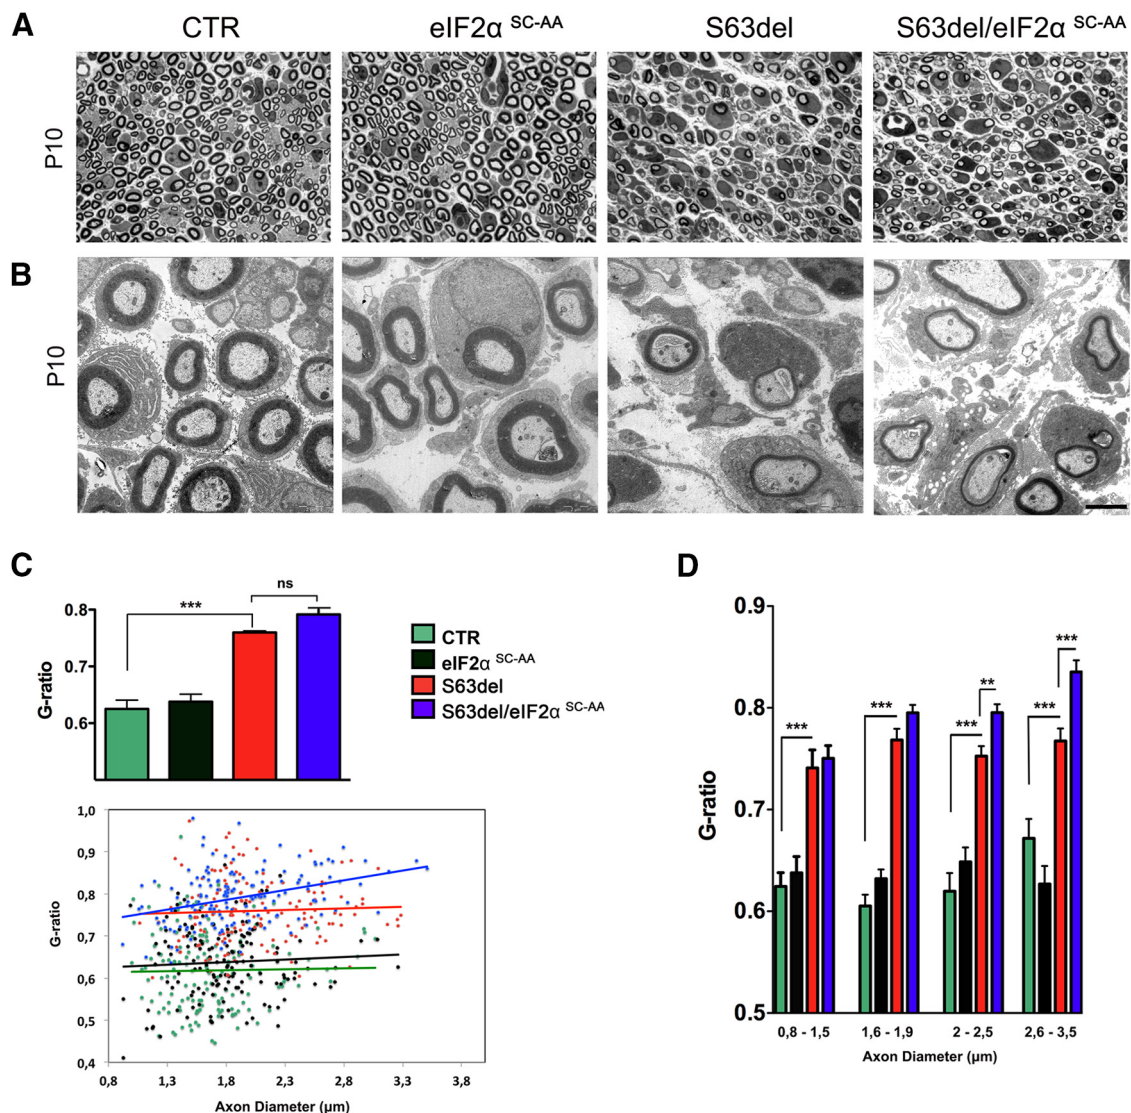 A
CTR
eIF2α SC-AA
S63del
S63del/eIF2α SC-AA
P10
B
P10
C
ns
***
0.8
0.7
0.6
G-ratio
CTR
eIF2α SC-AA
S63del
S63del/eIF2α SC-AA
1,0
0,9
0,8
0,7
0,6
0,5
0,4
G-ratio
0,8 1,3 1,8 2,3 2,8 3,3 3,8
Axon Diameter (µm)
D
0.9
0.8
0.7
0.6
0.5
G-ratio
***
***
***
**
***
***
0,8 - 1,5 1,6 - 1,9 2 - 2,5 2,6 - 3,5
Axon Diameter (µm)